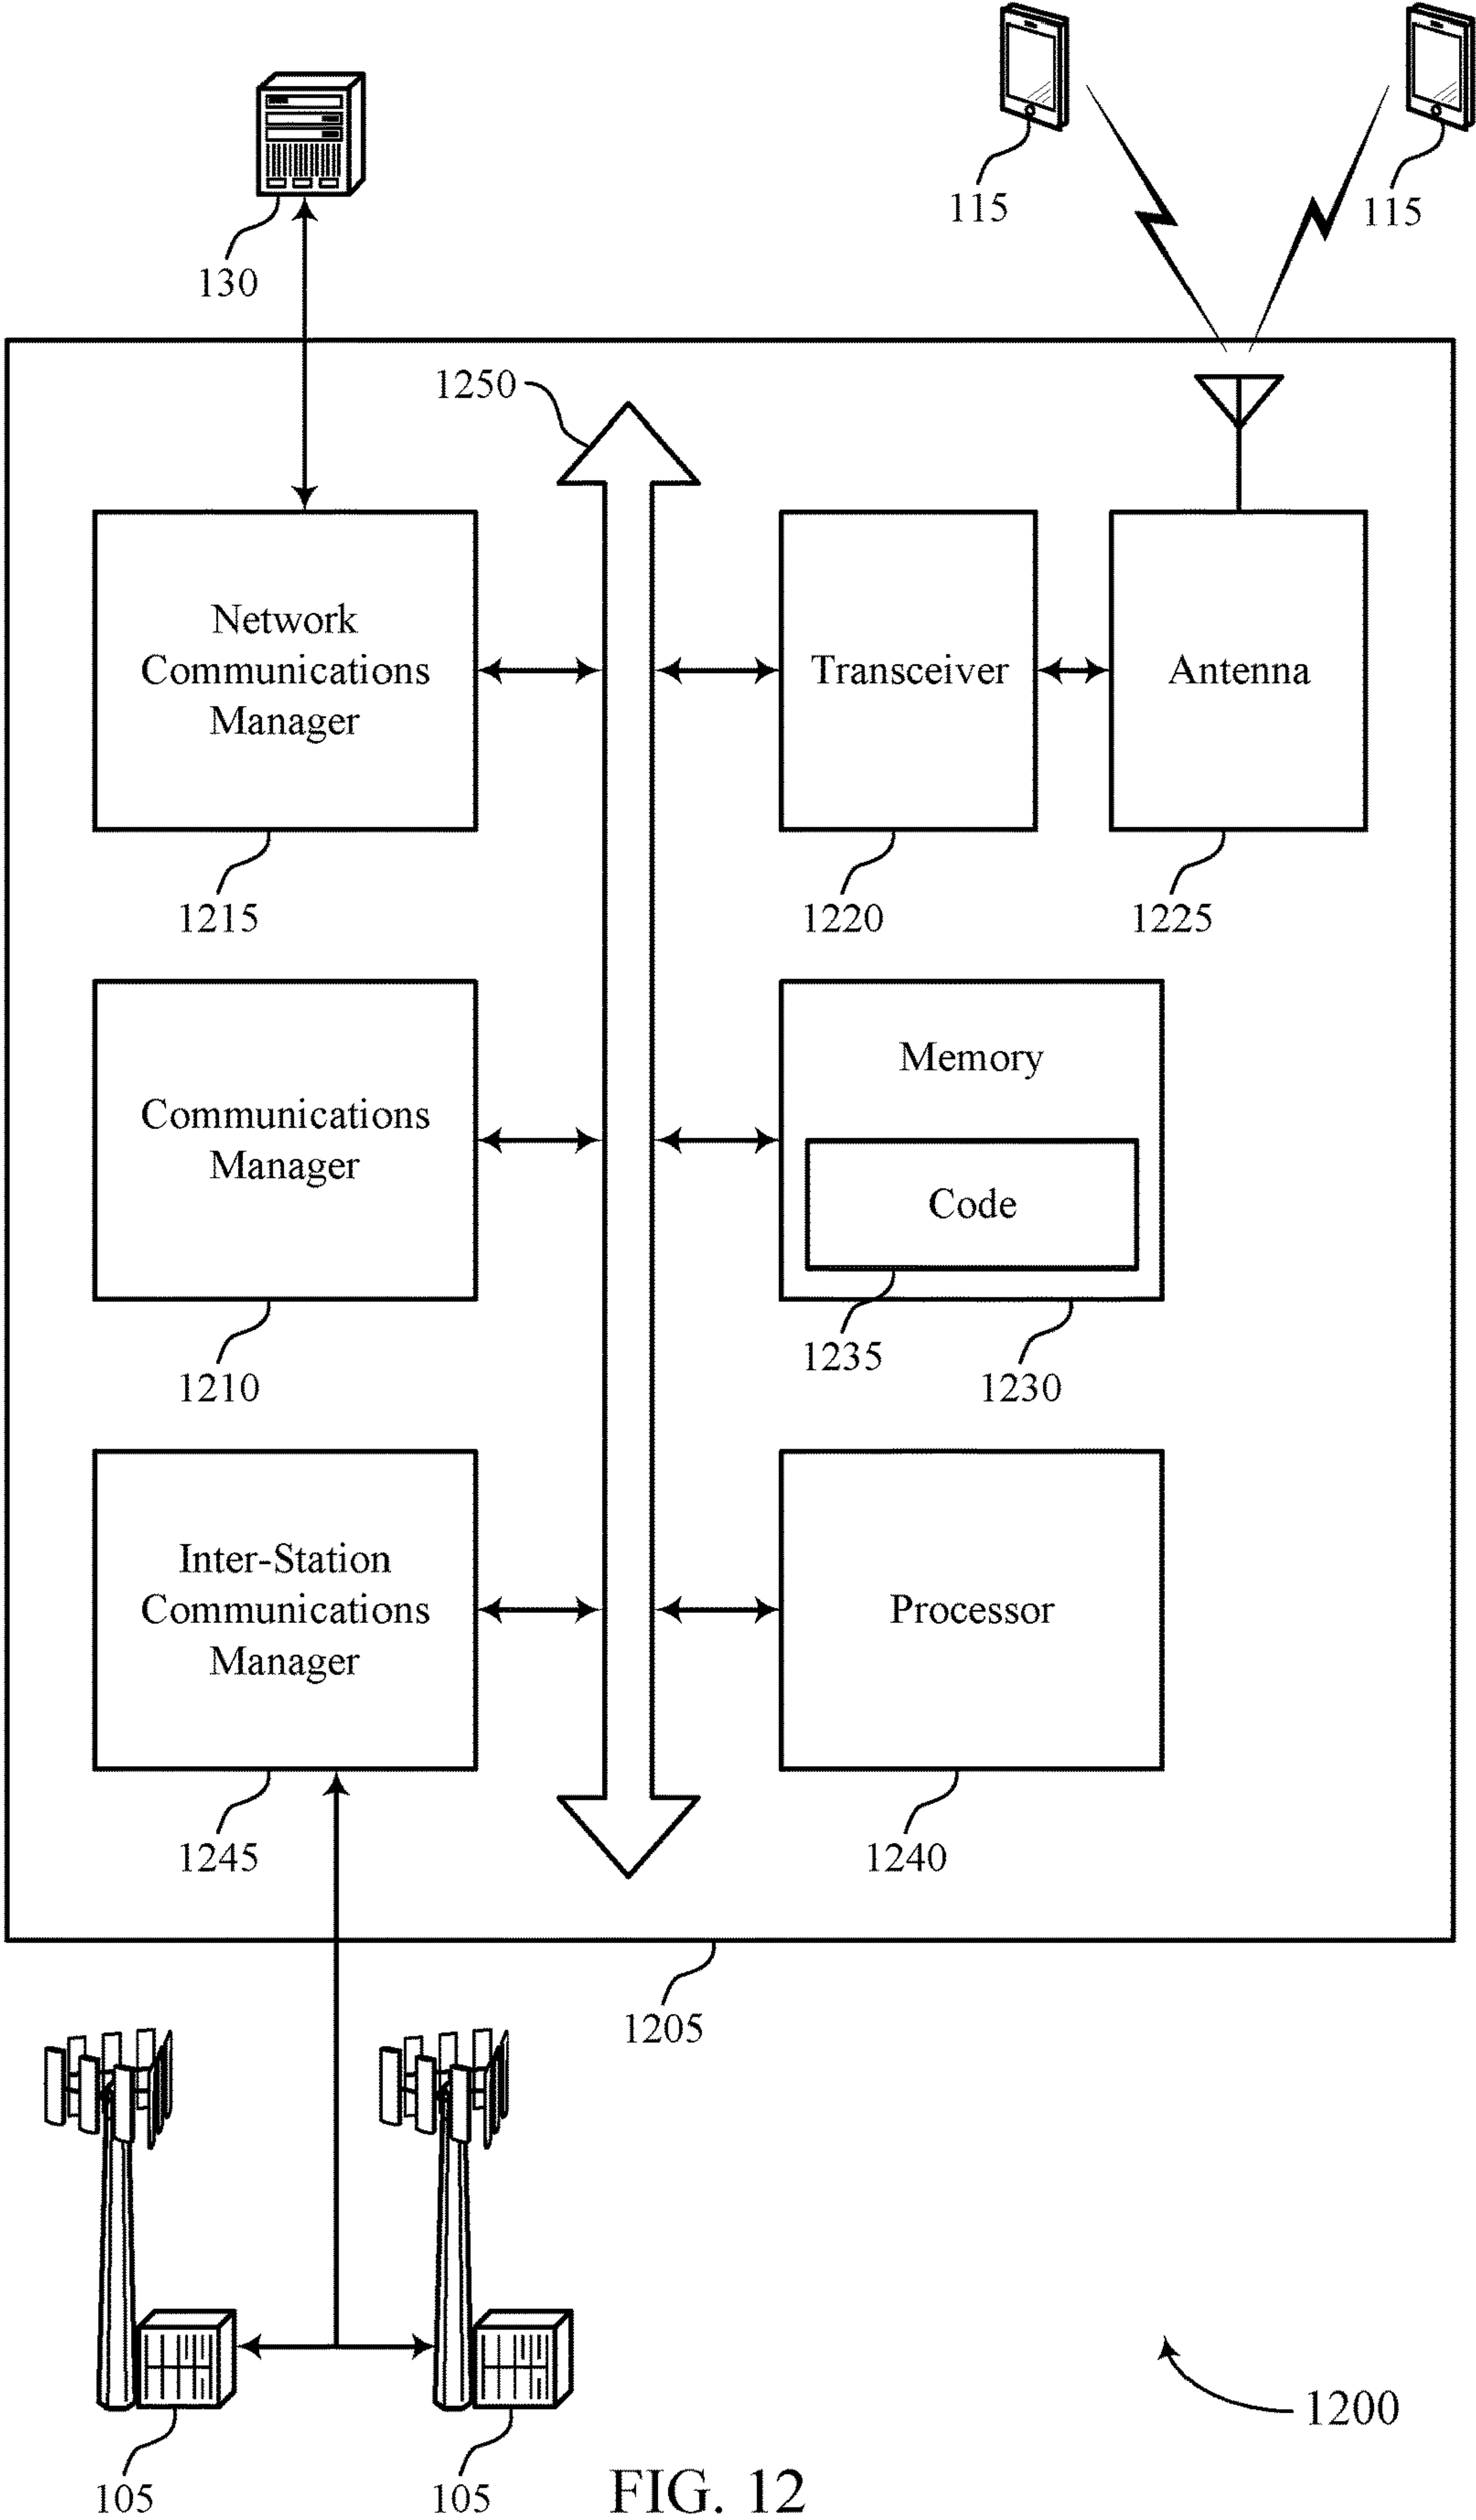 115
115
130
1250
Network
Communications
Manager
Transceiver
Antenna
1215
1220
1225
Communications
Manager
Memory
Code
1235
1230
1210
Inter-Station
Communications
Manager
Processor
1245
1240
1205
1200
105
105
FIG. 12